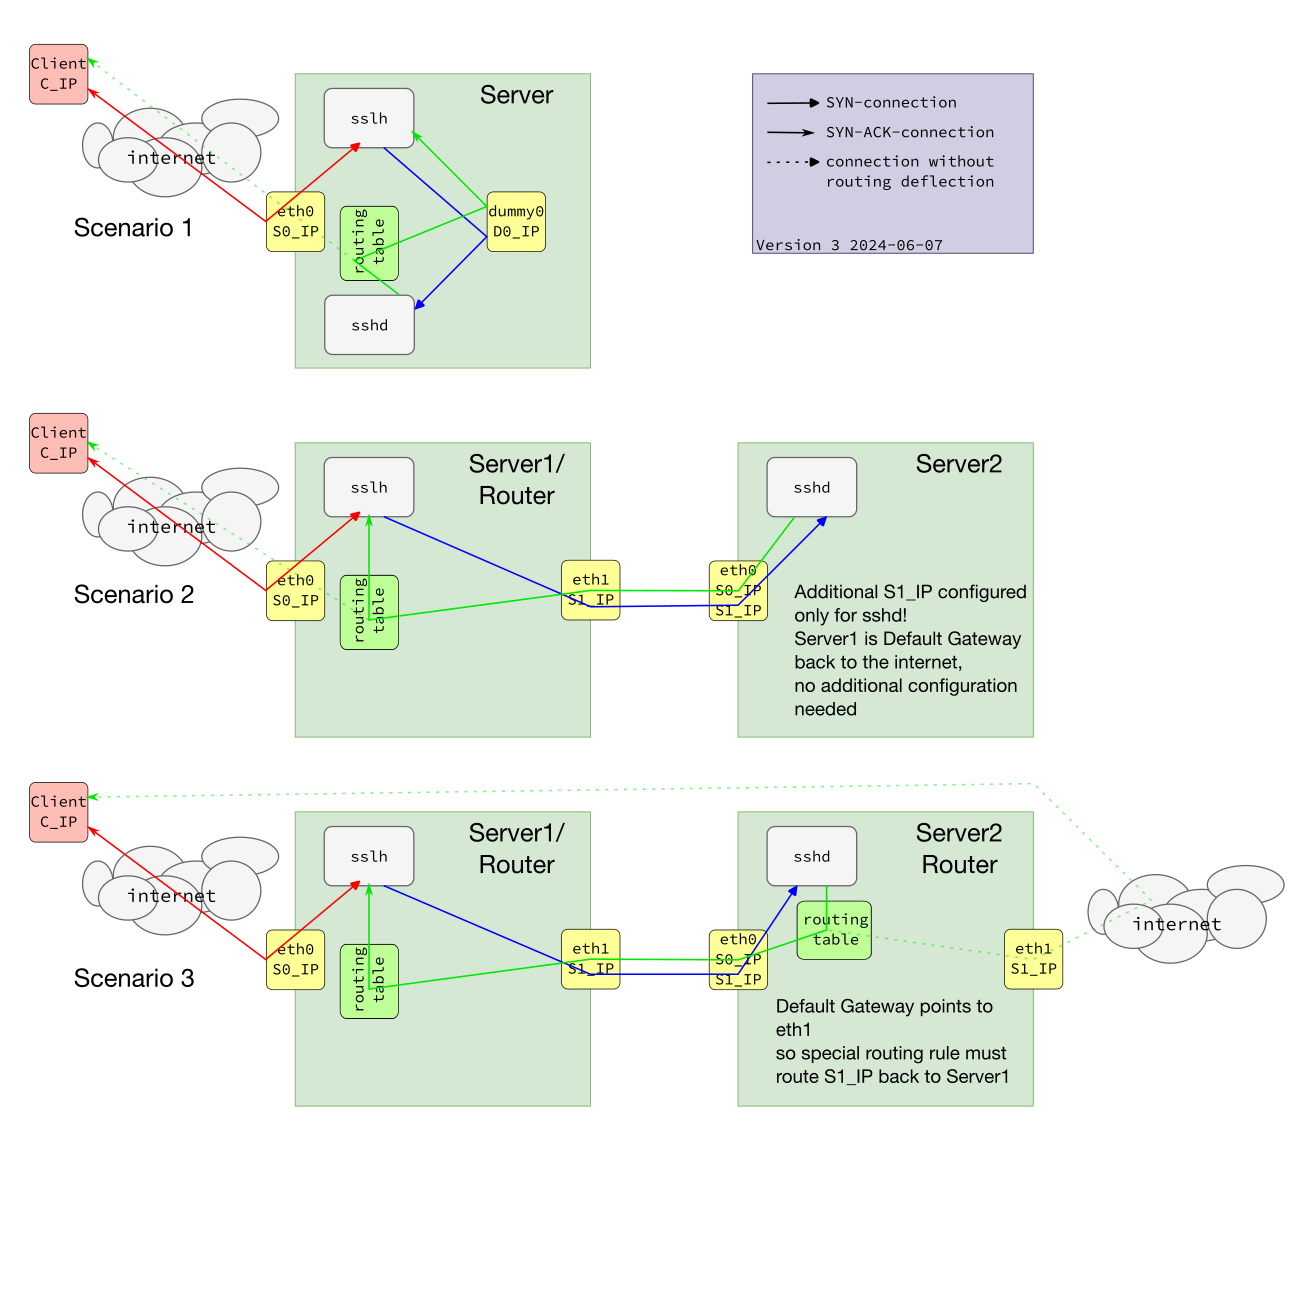 Client
C_IP
internet
Scenario 1
eth0
S0_IP
Server
sslh
routing
table
dummy0
D0_IP
sshd
SYN-connection
SYN-ACK-connection
connection without
routing deflection
Version 3 2024-06-07
Client
C_IP
internet
Scenario 2
eth0
S0_IP
Server1/
Router
sslh
routing
table
eth1
S1_IP
Server2
sshd
eth0
S0_IP
S1_IP
Additional S1_IP configured
only for sshd!
Server1 is Default Gateway
back to the internet,
no additional configuration
needed
Client
C_IP
internet
Scenario 3
eth0
S0_IP
Server1/
Router
sslh
routing
table
eth1
S1_IP
Server2
Router
sshd
routing
table
eth0
S0_IP
S1_IP
eth1
S1_IP
internet
Default Gateway points to
eth1
so special routing rule must
route S1_IP back to Server1